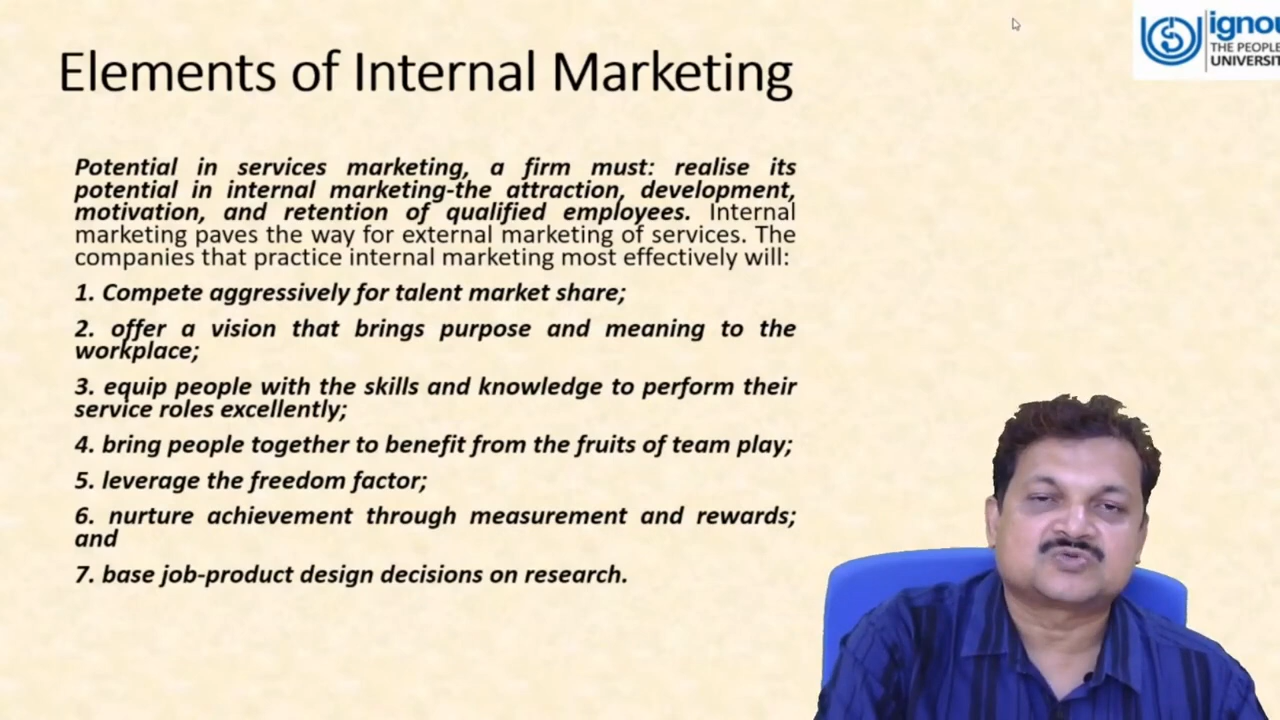 ignou
THE PEOPLE
UNIVERSIT
Elements of Internal Marketing
Potential in services marketing, a firm must: realise its
potential in internal marketing-the attraction, development,
motivation, and retention of qualified employees. Internal
marketing paves the way for external marketing of services. The
companies that practice internal marketing most effectively will:
1. Compete aggressively for talent market share;
2. offer a vision that brings purpose and meaning to the
workplace;
3. equip people with the skills and knowledge to perform their
service roles excellently;
4. bring people together to benefit from the fruits of team play;
5. leverage the freedom factor;
6. nurture achievement through measurement and rewards;
and
7. base job-product design decisions on research.